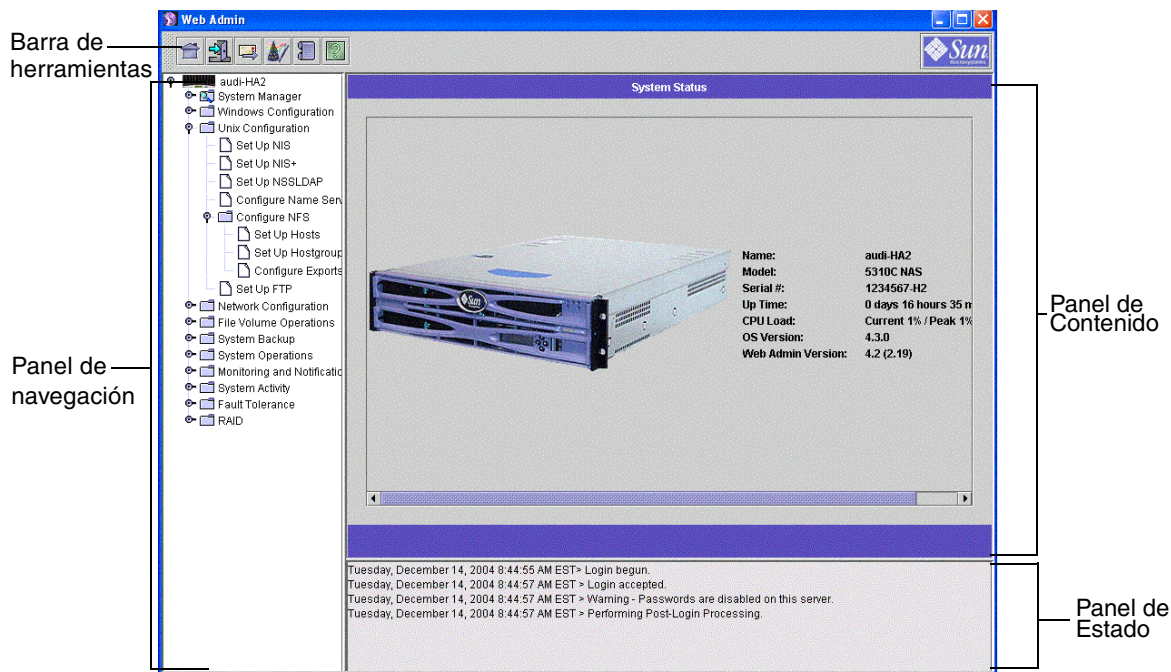 Web Admin
Barra de
herramientas
Sun
microsystems
audi-HA2
System Manager
Windows Configuration
Unix Configuration
Set Up NIS
Set Up NIS+
Set Up NSSLDAP
Configure Name Serv
Configure NFS
Set Up Hosts
Set Up Hostgroup
Configure Exports
Set Up FTP
Network Configuration
File Volume Operations
System Backup
System Operations
Monitoring and Notificatic
System Activity
Fault Tolerance
RAID
Panel de
navegación
System Status
Sun
Name: audi-HA2
Model: 5310C NAS
Serial #: 1234567-H2
Up Time: 0 days 16 hours 35 m
CPU Load: Current 1% / Peak 1%
OS Version: 4.3.0
Web Admin Version: 4.2 (2.19)
Panel de
Contenido
Tuesday, December 14, 2004 8:44:55 AM EST> Login begun.
Tuesday, December 14, 2004 8:44:57 AM EST > Login accepted.
Tuesday, December 14, 2004 8:44:57 AM EST > Warning - Passwords are disabled on this server.
Tuesday, December 14, 2004 8:44:57 AM EST > Performing Post-Login Processing.
Panel de
Estado